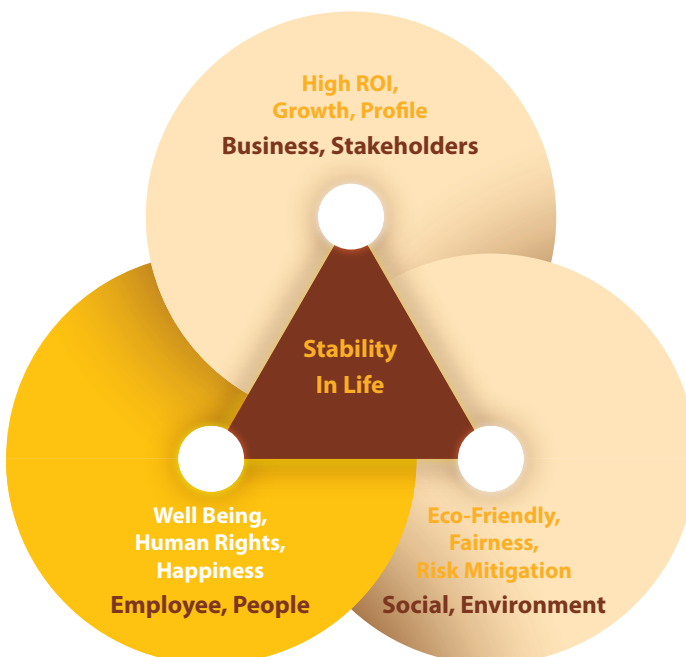 High ROI,
Growth, Profile
Business, Stakeholders
Stability
In Life
Well Being,
Human Rights,
Happiness
Employee, People
Eco-Friendly,
Fairness,
Risk Mitigation
Social, Environment